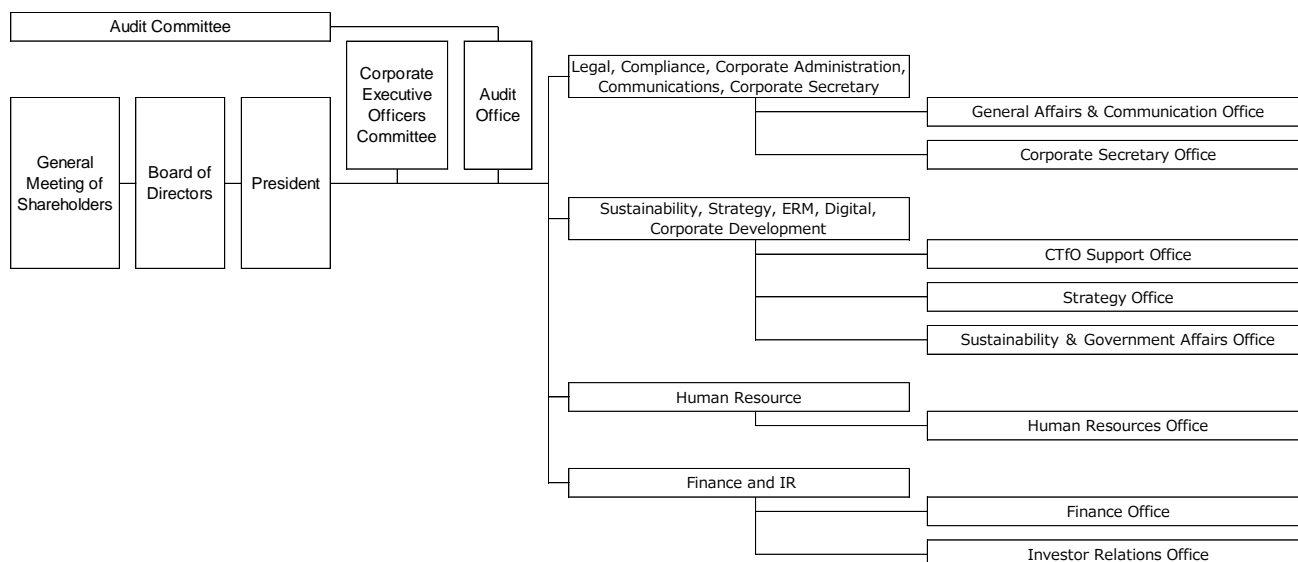 Audit Committee
Corporate
Executive
Officers
Committee
Audit
Office
General
Meeting of
Shareholders
Board of
Directors
President
Legal, Compliance, Corporate Administration,
Communications, Corporate Secretary
General Affairs & Communication Office
Corporate Secretary Office
Sustainability, Strategy, ERM, Digital,
Corporate Development
CTfO Support Office
Strategy Office
Sustainability & Government Affairs Office
Human Resource
Human Resources Office
Finance and IR
Finance Office
Investor Relations Office